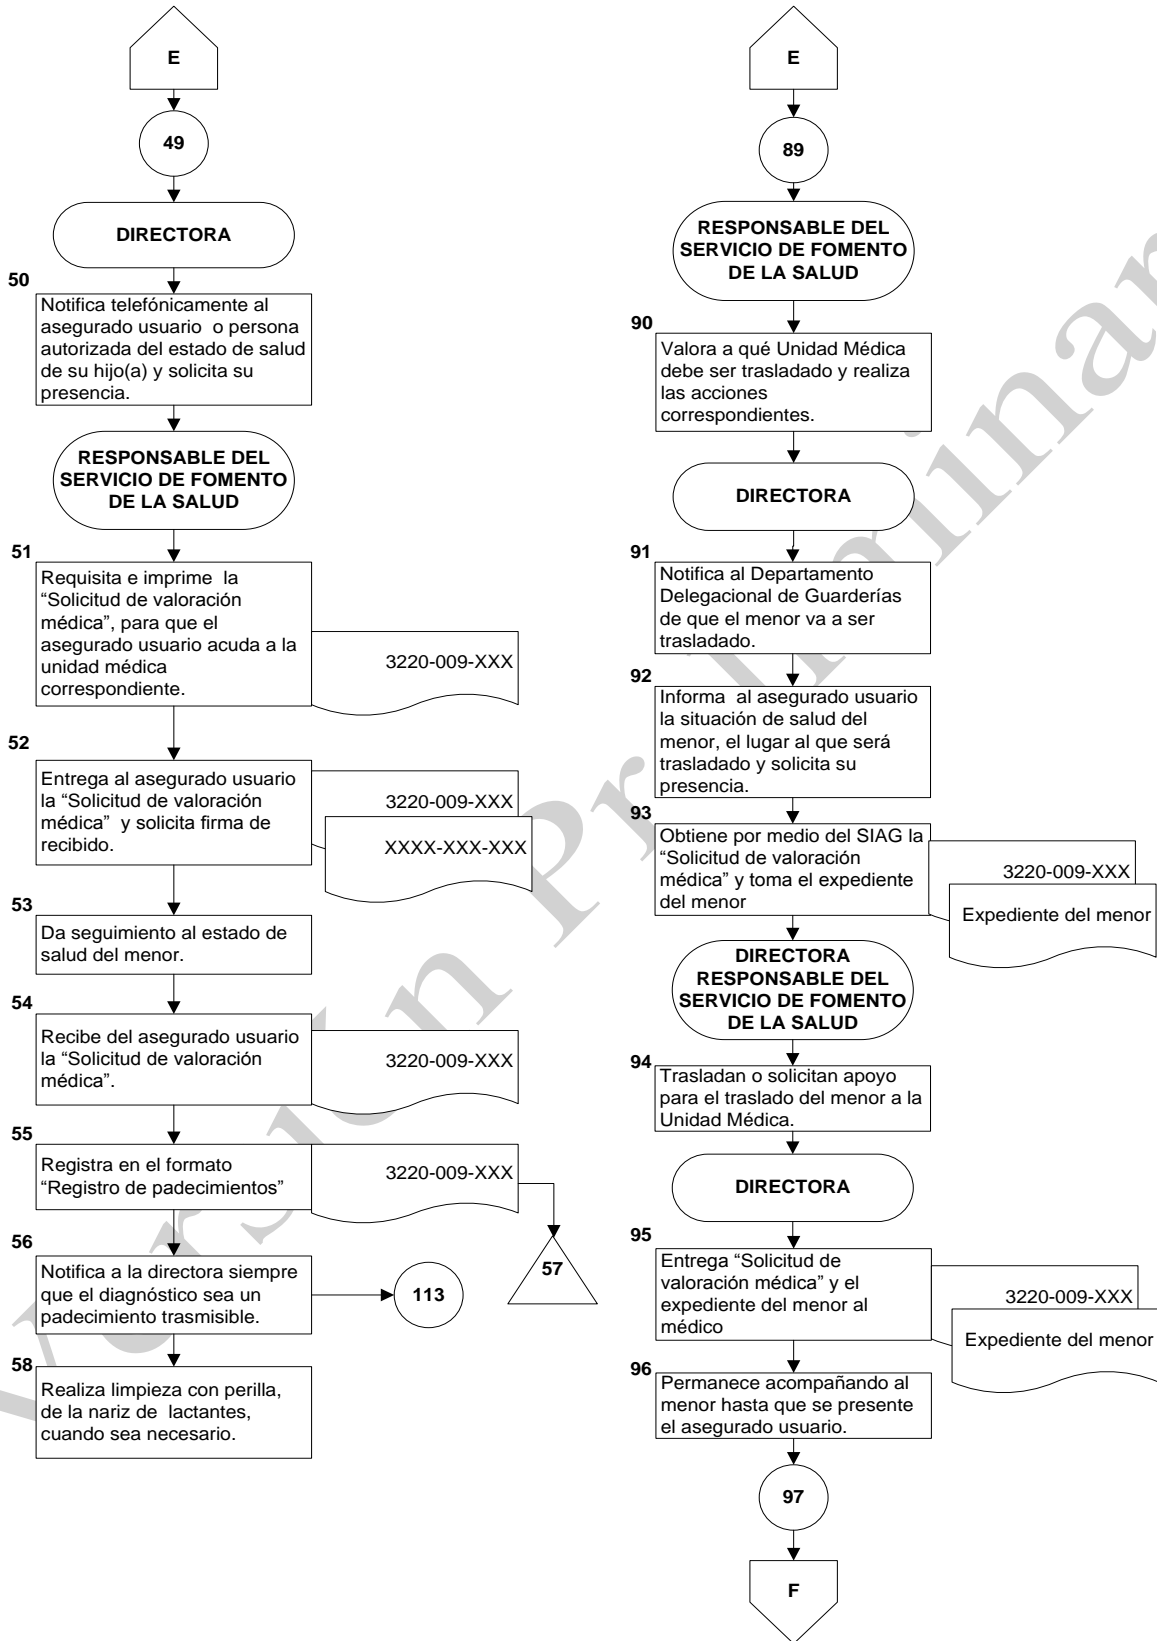 E
49
DIRECTORA
50
Notifica telefónicamente al
asegurado usuario o persona
autorizada del estado de salud
de su hijo(a) y solicita su
presencia.
RESPONSABLE DEL
SERVICIO DE FOMENTO
DE LA SALUD
51
Requisita e imprime la
“Solicitud de valoración
médica”, para que el
asegurado usuario acuda a la
unidad médica
correspondiente.
3220-009-XXX
52
Entrega al asegurado usuario
la “Solicitud de valoración
médica” y solicita firma de
recibido.
3220-009-XXX
XXXX-XXX-XXX
53
Da seguimiento al estado de
salud del menor.
54
Recibe del asegurado usuario
la “Solicitud de valoración
médica”.
3220-009-XXX
55
Registra en el formato
“Registro de padecimientos”
3220-009-XXX
57
56
Notifica a la directora siempre
que el diagnóstico sea un
padecimiento trasmisible.
113
58
Realiza limpieza con perilla,
de la nariz de lactantes,
cuando sea necesario.
E
89
RESPONSABLE DEL
SERVICIO DE FOMENTO
DE LA SALUD
90
Valora a qué Unidad Médica
debe ser trasladado y realiza
las acciones
correspondientes.
DIRECTORA
91
Notifica al Departamento
Delegacional de Guarderías
de que el menor va a ser
trasladado.
92
Informa al asegurado usuario
la situación de salud del
menor, el lugar al que será
trasladado y solicita su
presencia.
93
Obtiene por medio del SIAG la
“Solicitud de valoración
médica” y toma el expediente
del menor
3220-009-XXX
Expediente del menor
DIRECTORA
RESPONSABLE DEL
SERVICIO DE FOMENTO
DE LA SALUD
94
Trasladan o solicitan apoyo
para el traslado del menor a la
Unidad Médica.
DIRECTORA
95
Entrega “Solicitud de
valoración médica” y el
expediente del menor al
médico
3220-009-XXX
Expediente del menor
96
Permanece acompañando al
menor hasta que se presente
el asegurado usuario.
97
F
Versión Preliminar